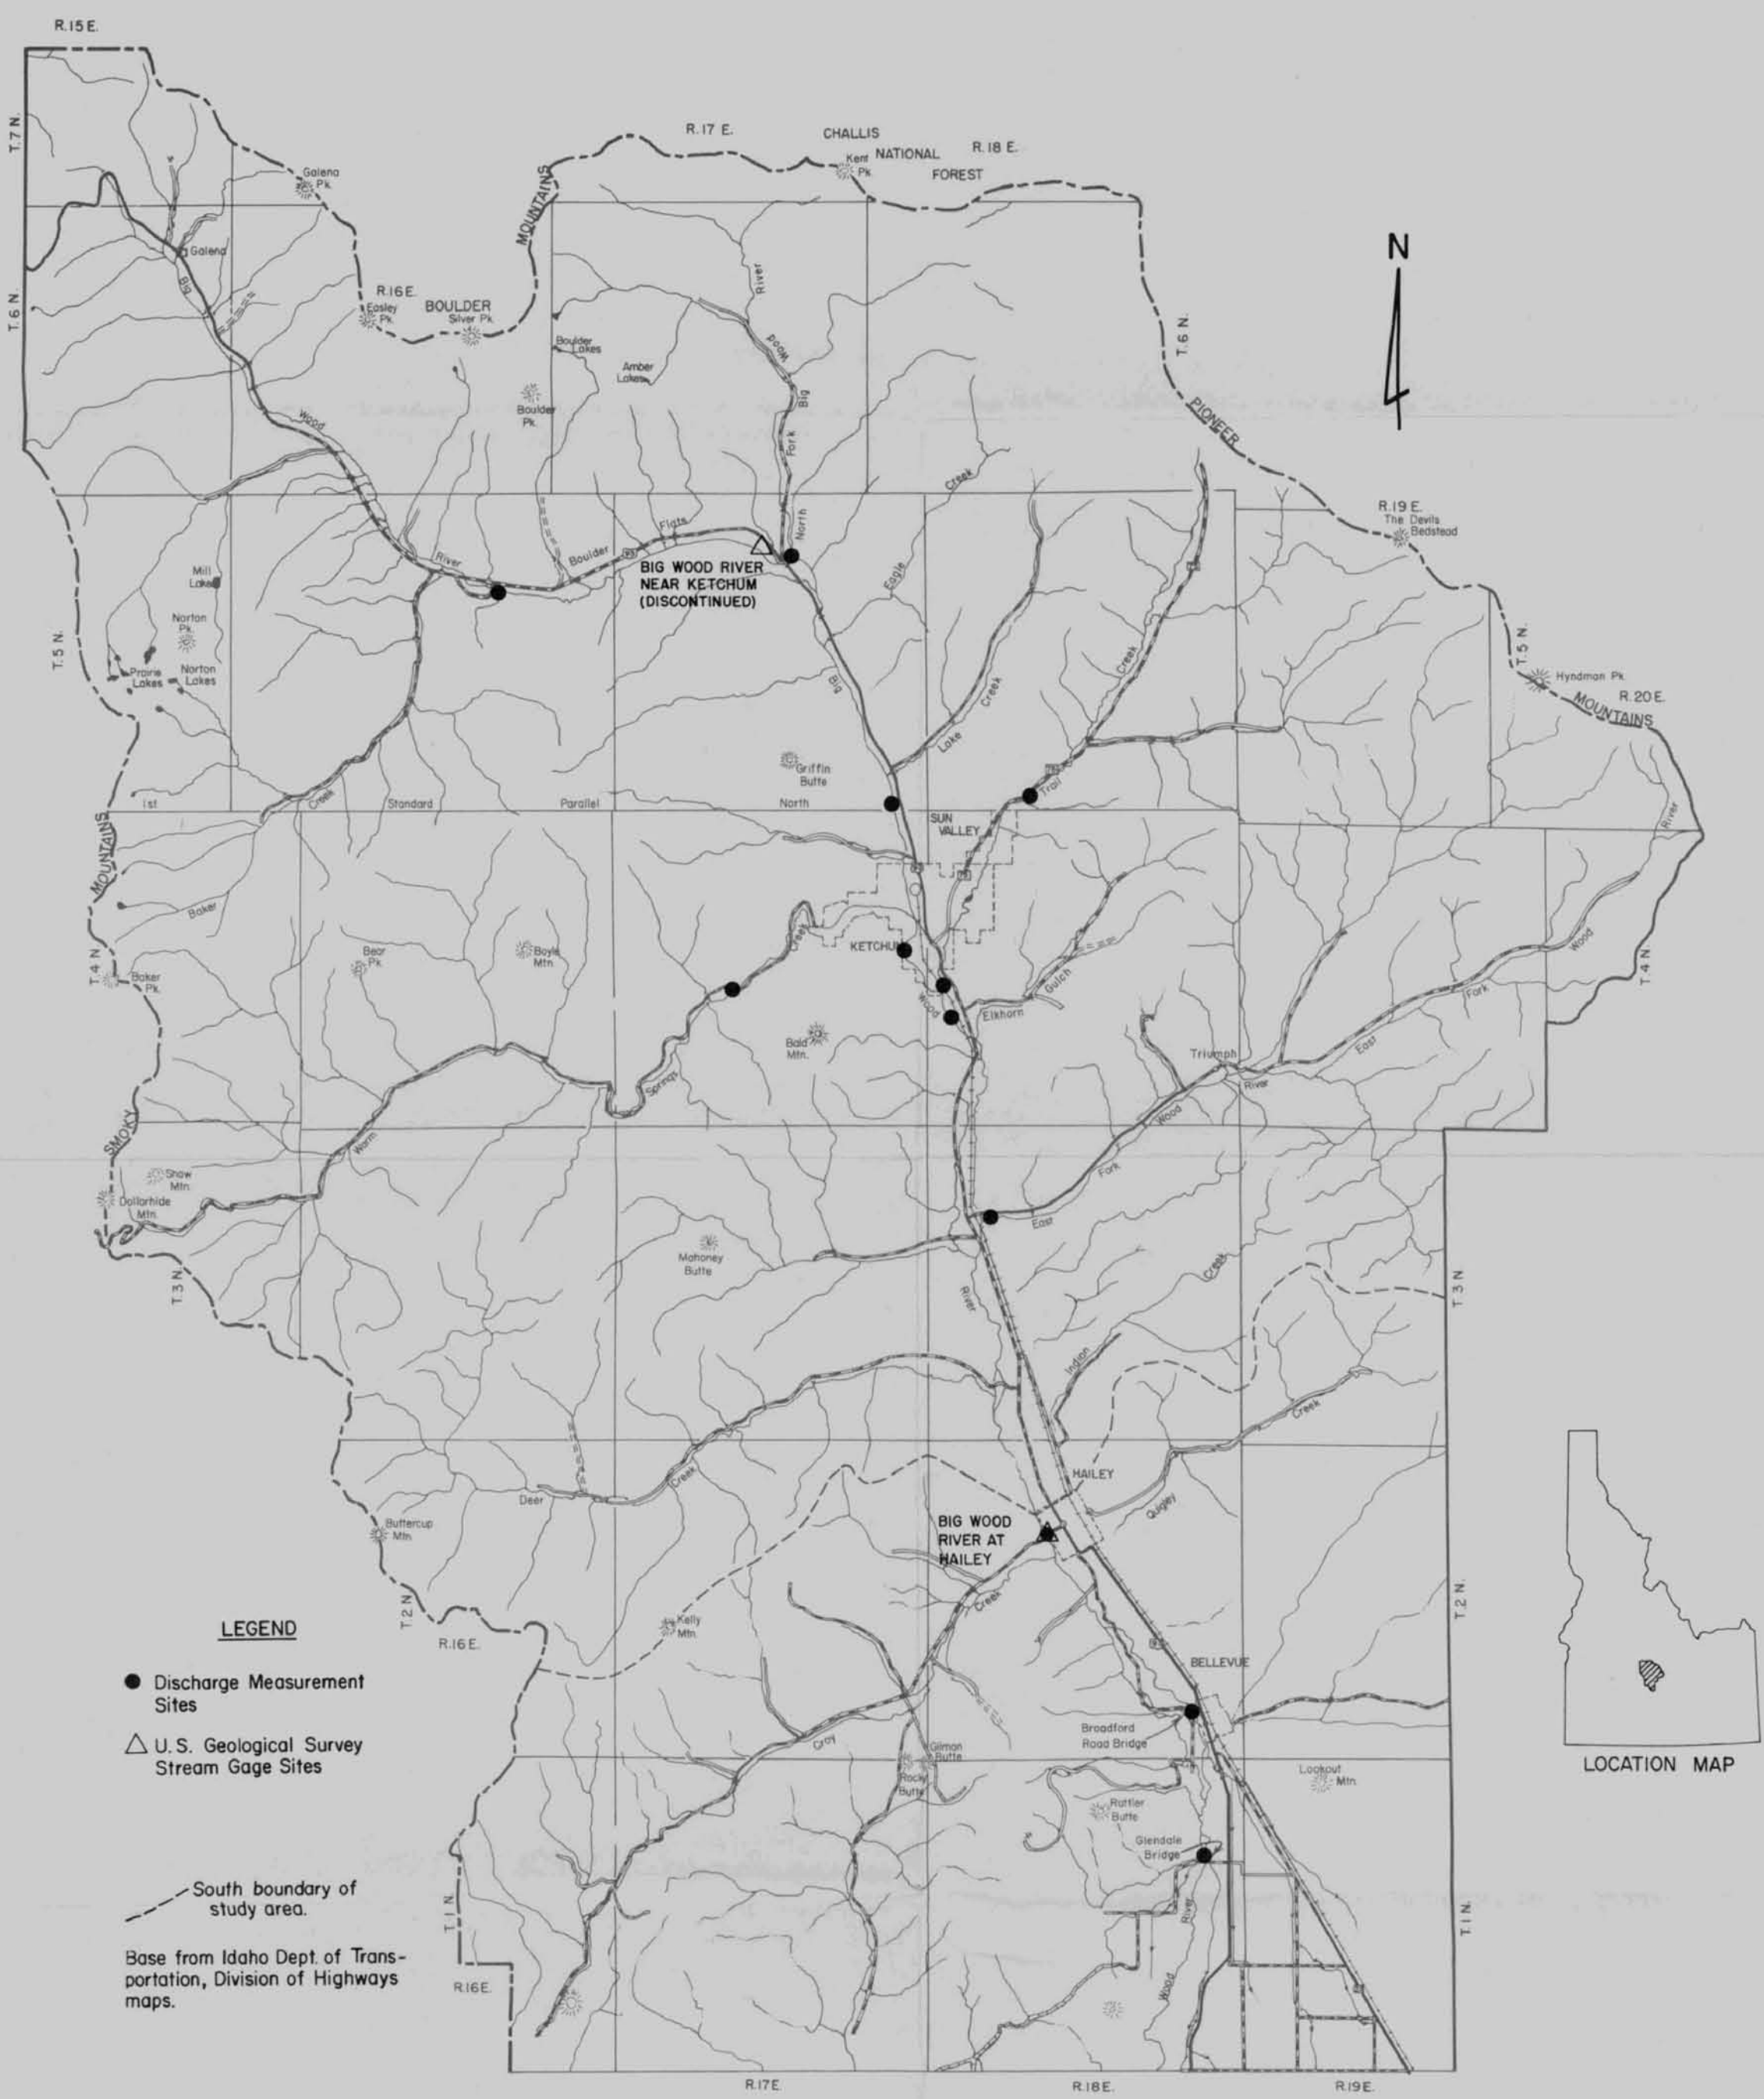 R.15 E.
R. 17 E.
CHALLIS
NATIONAL
FOREST
R. 18 E.
Kent
Pk.
T. 7 N.
Galena
Pk.
MOUNTAINS
N
Galena
Big
River
R.16 E.
BOULDER
Easley
Pk.
Silver Pk.
T. 6 N.
T. 6 N.
Boulder
Lakes
Wood
Amber
Lakes
Boulder
Pk.
Big
Wood
Fork
PIONEER
Creek
R. 19 E.
The Devils
Bedstead
North
Flats
Boulder
River
BIG WOOD RIVER
NEAR KETCHUM
(DISCONTINUED)
Eagle
Mill
Lake
Norton
Pk.
T. 5 N.
T. 5 N.
Prairie
Lakes
Norton
Lakes
Creek
Hyndman Pk.
R. 20 E.
MOUNTAINS
Big
Creek
Lake
Griffin
Butte
Trail
1st
Creek
Standard
Parallel
North
River
SUN
VALLEY
MOUNTAINS
Baker
Creek
KETCHUM
Wood
Bear
Pk.
Boyle
Mtn.
T. 4 N
T. 4 N
Baker
Pk.
Gulch
Fork
Wood
Elkhorn
Bald
Mtn.
East
Triumph
River
Springs
Wood
SMOKY
Warm
Fork
Shaw
Mtn.
Dollarhide
Mtn.
East
Mahoney
Butte
Creek
T. 3 N.
T. 3 N
River
Indian
Creek
HAILEY
Creek
Deer
Quigley
Buttercup
Mtn.
BIG WOOD
RIVER AT
HAILEY
Creek
T. 2 N.
T. 2 N.
Kelly
Mtn.
R.16 E.
LEGEND
Discharge Measurement
Sites
U. S. Geological Survey
Stream Gage Sites
BELLEVUE
Broadford
Road Bridge
Croy
Gilman
Butte
Rocky
Butte
Lookout
Mtn.
LOCATION MAP
Rattler
Butte
Glendale
Bridge
South boundary of
study area.
T. 1 N.
T. 1 N.
River
Base from Idaho Dept. of Trans-
portation, Division of Highways
maps.
R.16 E.
Wood
R.17E.
R.18E.
R.19E.